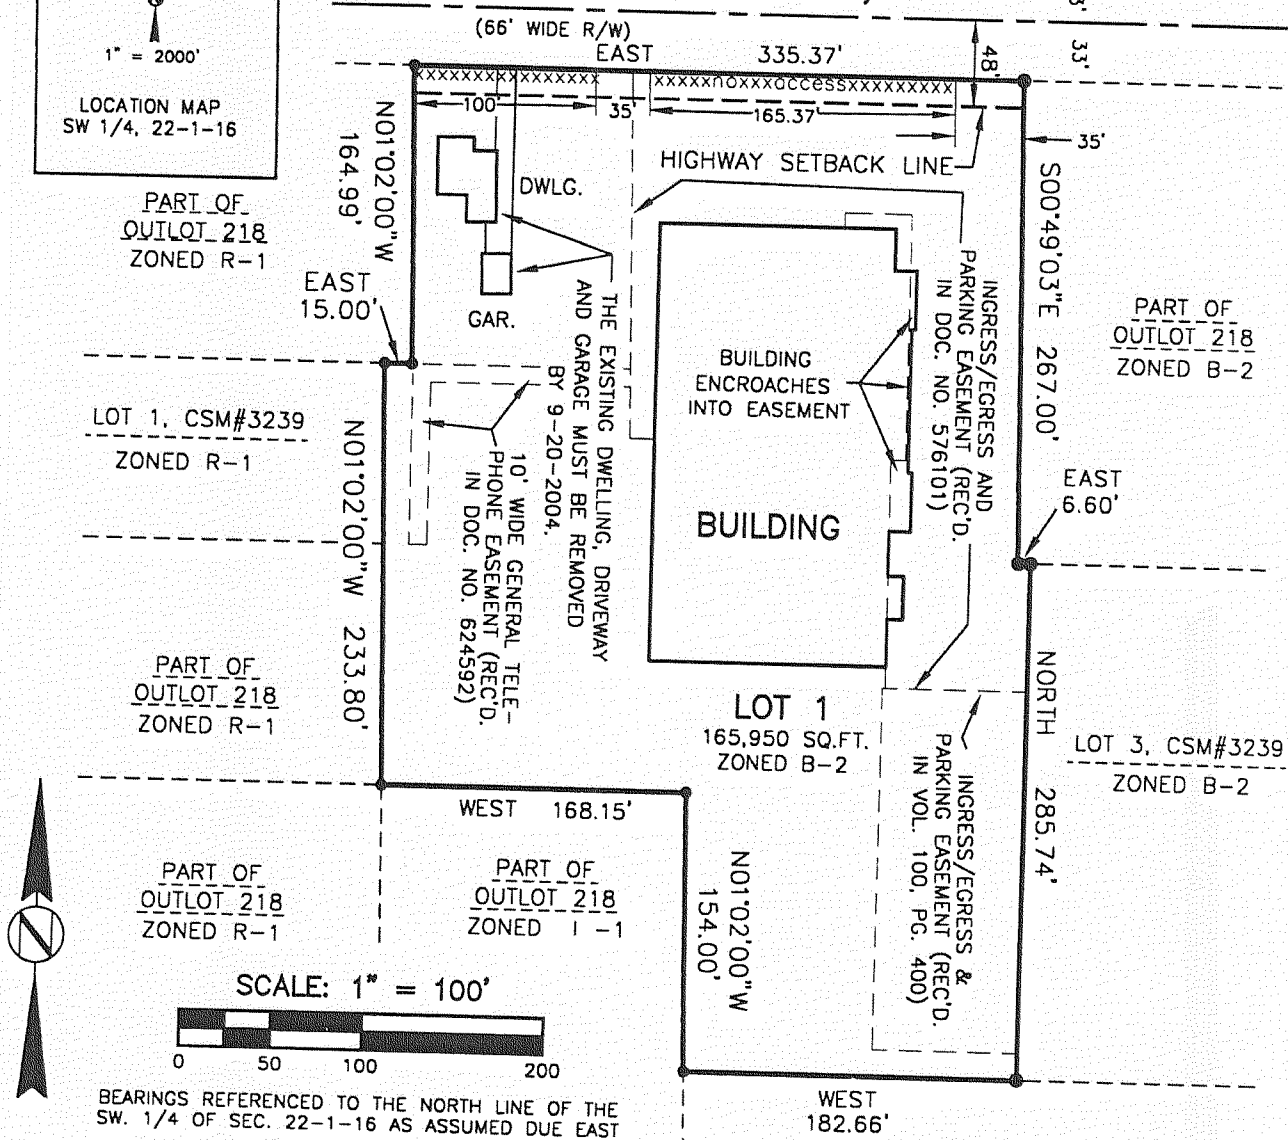 1" = 2000'
LOCATION MAP
SW 1/4, 22-1-16
(66' WIDE R/W)
EAST 335.37'
48'
33'
xxxxxxxxx xxxxxxx
xxxxxnoxxxaccessxxxxxxxxx
100
35'
165.37'
35'
HIGHWAY SETBACK LINE
N01°02'00"W
164.99'
DWLG.
GAR.
PART OF
OUTLOT 218
ZONED R-1
EAST
15.00'
THE EXISTING DWELLING, DRIVEWAY
AND GARAGE MUST BE REMOVED
BY 9-20-2004.
BUILDING
ENCROACHES
INTO EASEMENT
INGRESS/EGRESS AND
PARKING EASEMENT (REC'D.
IN DOC. NO. 576101)
S00°49'03"E 267.00'
PART OF
OUTLOT 218
ZONED B-2
LOT 1, CSM#3239
ZONED R-1
N01°02'00"W 233.80'
10' WIDE GENERAL TELE-
PHONE EASEMENT (REC'D.
IN DOC. NO. 624592)
BUILDING
EAST
6.60'
PART OF
OUTLOT 218
ZONED R-1
LOT 1
165,950 SQ.FT.
ZONED B-2
NORTH 285.74'
LOT 3, CSM#3239
ZONED B-2
INGRESS/EGRESS &
PARKING EASEMENT (REC'D.
IN VOL. 100, PG. 400)
WEST 168.15'
PART OF
OUTLOT 218
ZONED R-1
PART OF
OUTLOT 218
ZONED I-1
N01°02'00"W
154.00'
N
SCALE: 1" = 100'
0 50 100 200
WEST
182.66'
BEARINGS REFERENCED TO THE NORTH LINE OF THE
SW. 1/4 OF SEC. 22-1-16 AS ASSUMED DUE EAST